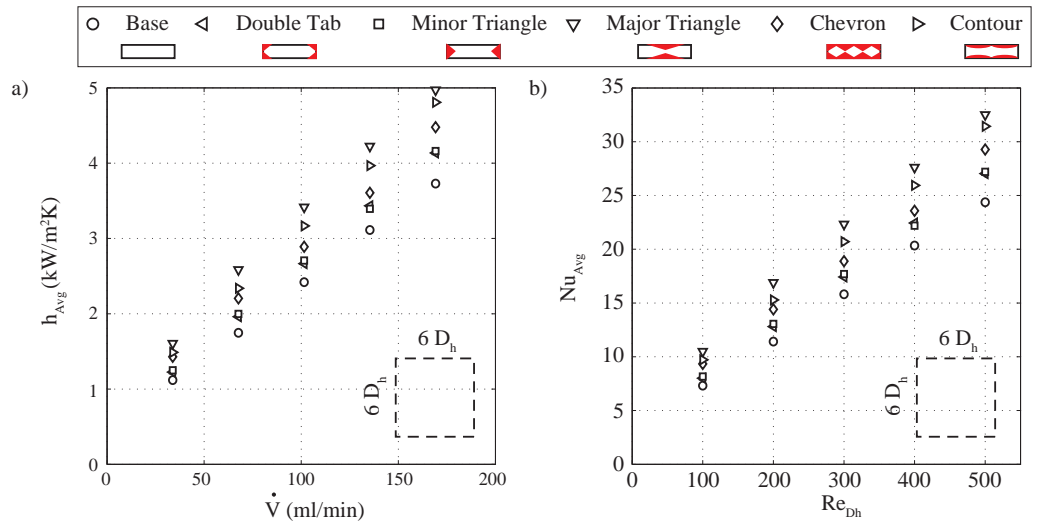 Base Double Tab Minor Triangle Major Triangle Chevron Contour
a)
h_Avg (kW/m²K)
5
4
3
2
1
0
6 D_h
6 D_h
0 50 100 150 200
V̇ (ml/min)
b)
Nu_Avg
35
30
25
20
15
10
5
0
6 D_h
6 D_h
0 100 200 300 400 500
Re_Dh